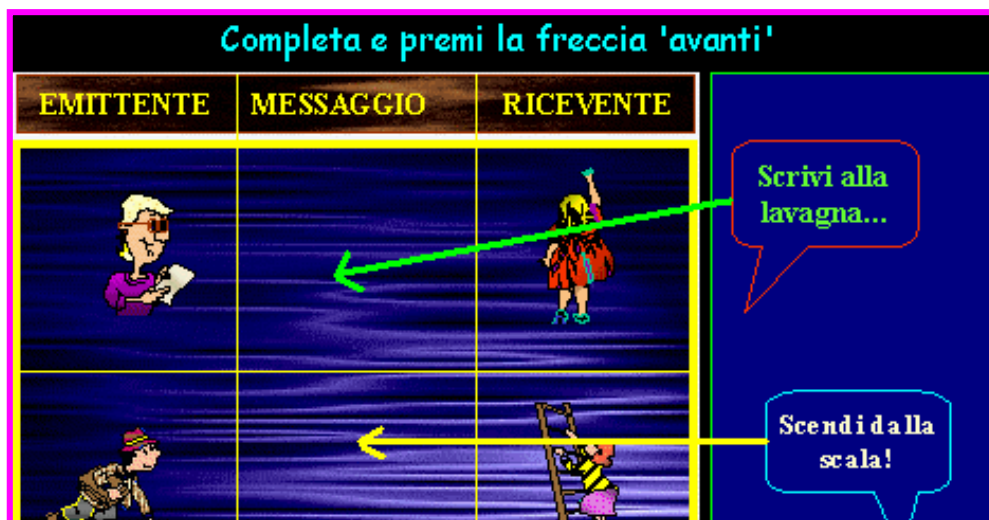 Completa e premi la freccia 'avanti'
EMITTENTE MESSAGGIO RICEVENTE
Scrivi alla
lavagna...
Scendi dalla
scala!